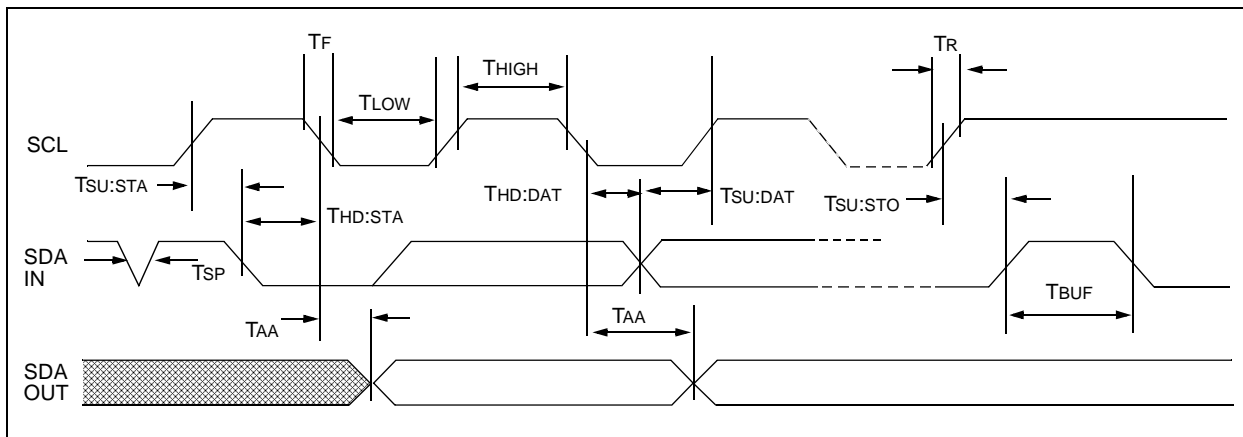 TF
TR
THIGH
TLOW
SCL
TSU:STA
THD:DAT
TSU:DAT
TSU:STO
THD:STA
SDA
IN
TSP
TBUF
TAA
TAA
SDA
OUT